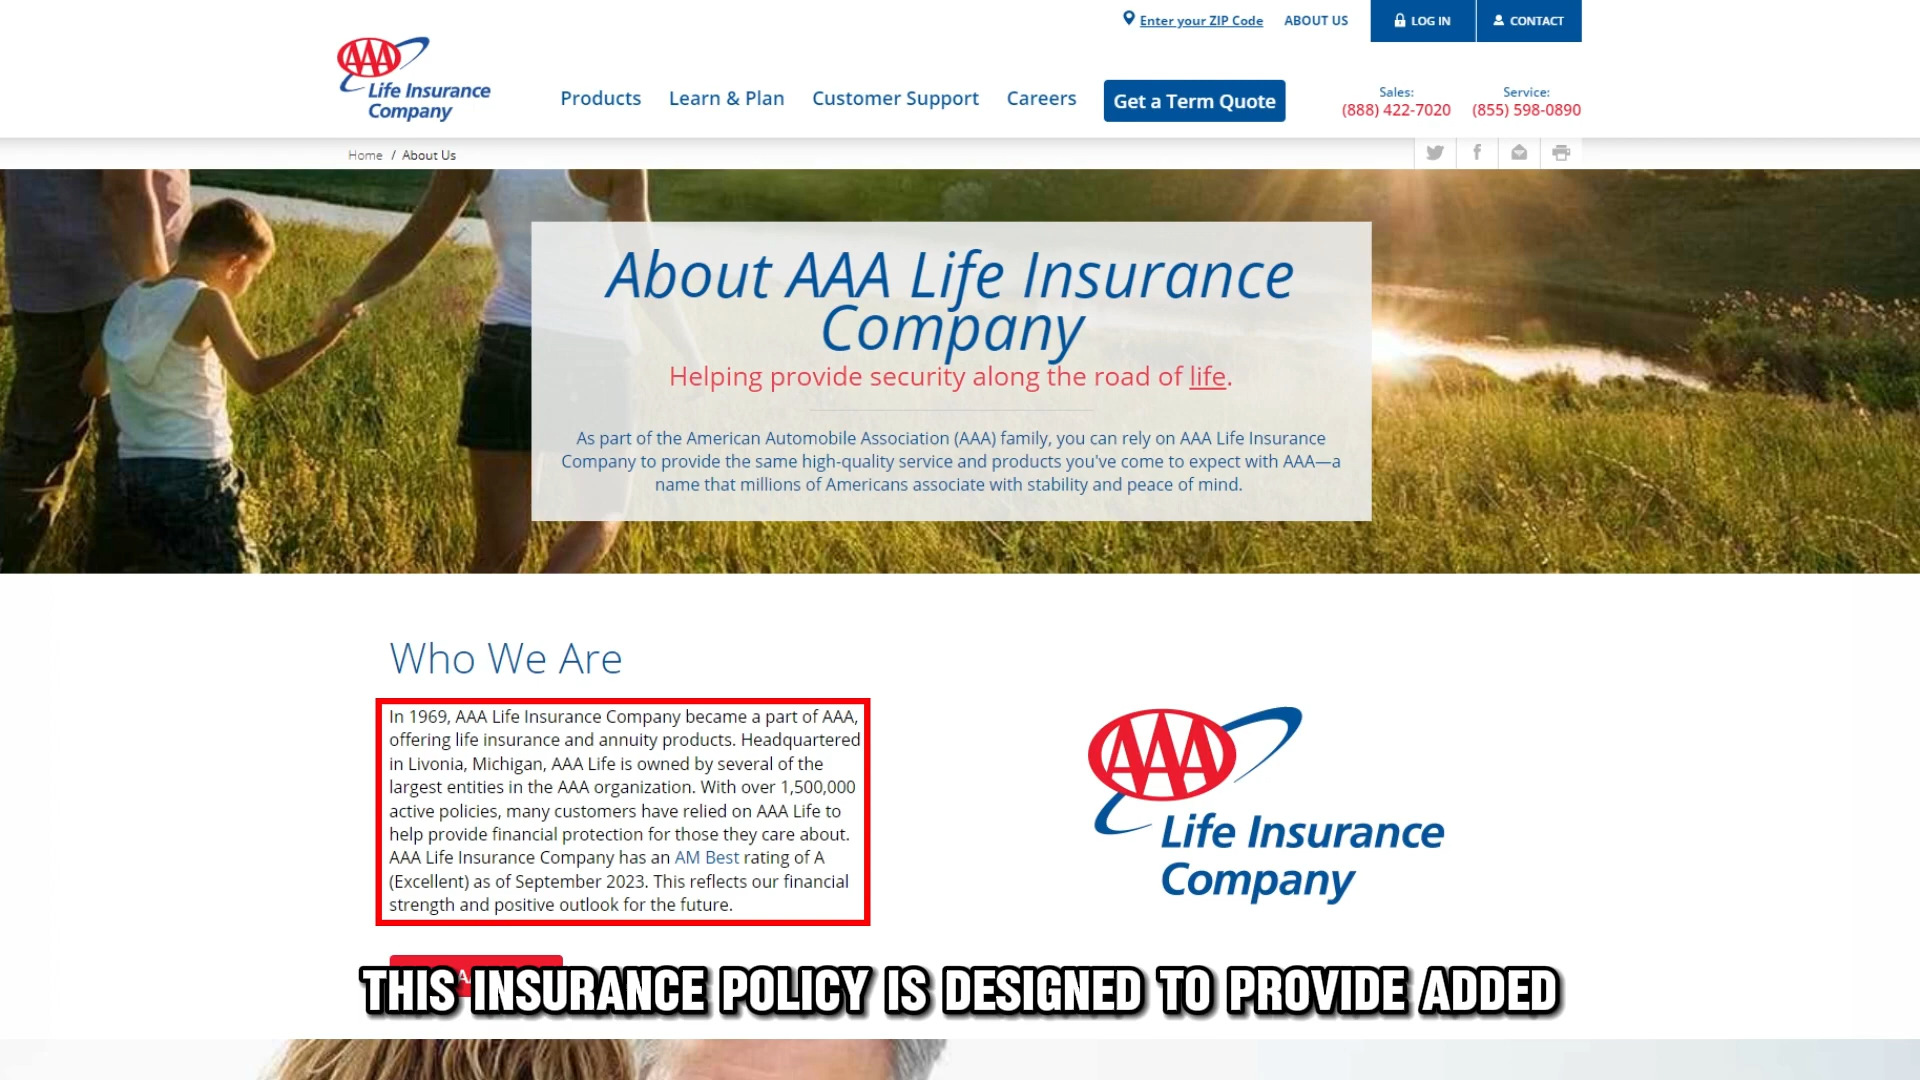 Enter your ZIP Code
ABOUT US
LOG IN
CONTACT
AAA
Life Insurance
Company
Products
Learn & Plan
Customer Support
Careers
Get a Term Quote
Sales:
(888) 422-7020
Service:
(855) 598-0890
Home / About Us
About AAA Life Insurance
Company
Helping provide security along the road of life.
As part of the American Automobile Association (AAA) family, you can rely on AAA Life Insurance
Company to provide the same high-quality service and products you've come to expect with AAA—a
name that millions of Americans associate with stability and peace of mind.
Who We Are
In 1969, AAA Life Insurance Company became a part of AAA,
offering life insurance and annuity products. Headquartered
in Livonia, Michigan, AAA Life is owned by several of the
largest entities in the AAA organization. With over 1,500,000
active policies, many customers have relied on AAA Life to
help provide financial protection for those they care about.
AAA Life Insurance Company has an AM Best rating of A
(Excellent) as of September 2023. This reflects our financial
strength and positive outlook for the future.
AAA
Life Insurance
Company
THIS INSURANCE POLICY IS DESIGNED TO PROVIDE ADDED